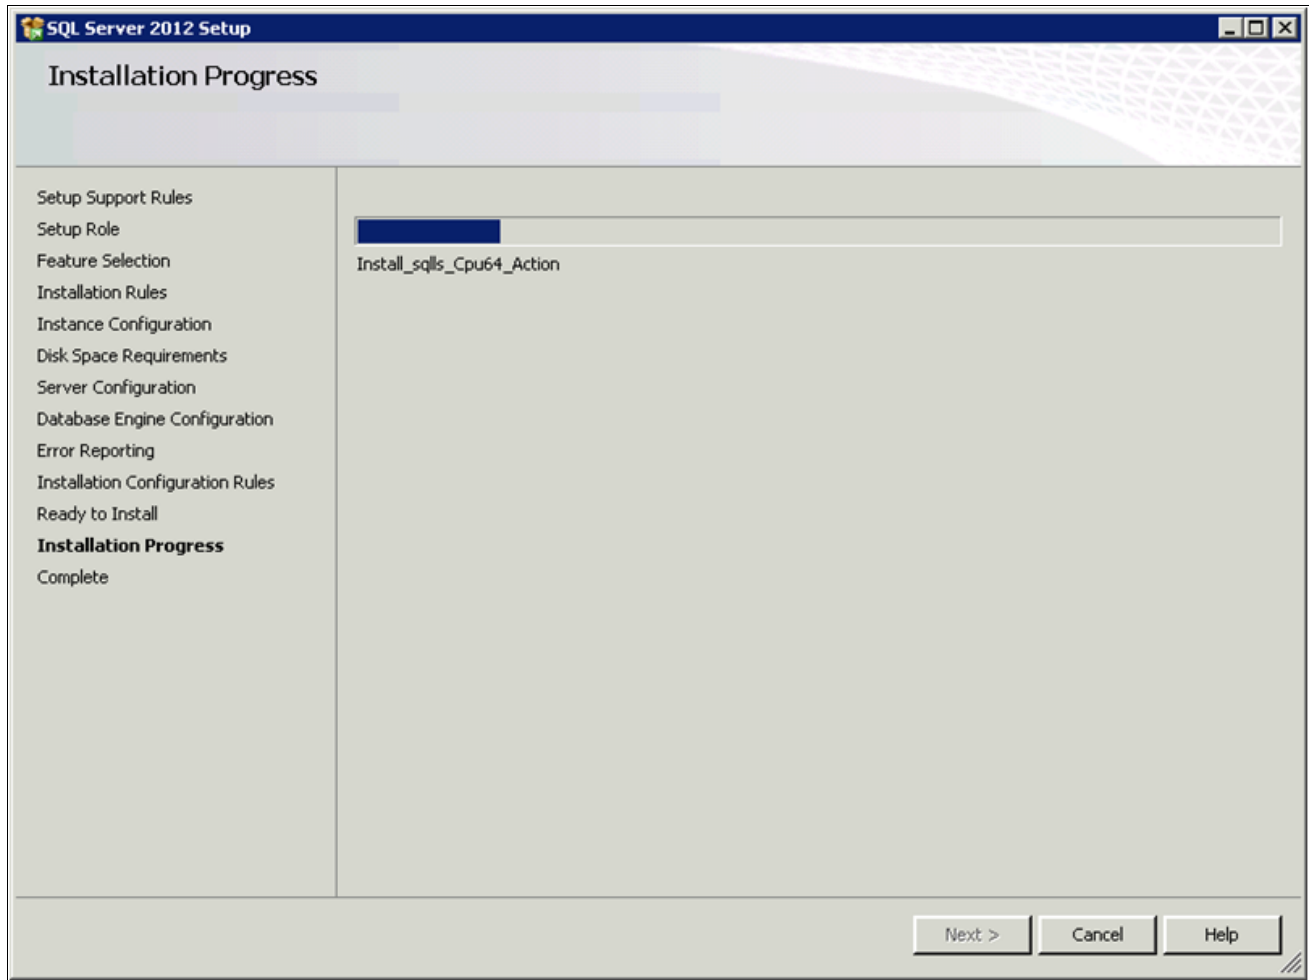 SQL Server 2012 Setup
Installation Progress
Setup Support Rules
Setup Role
Feature Selection
Installation Rules
Instance Configuration
Disk Space Requirements
Server Configuration
Database Engine Configuration
Error Reporting
Installation Configuration Rules
Ready to Install
Installation Progress
Complete
Install_sqlls_Cpu64_Action
Next >
Cancel
Help